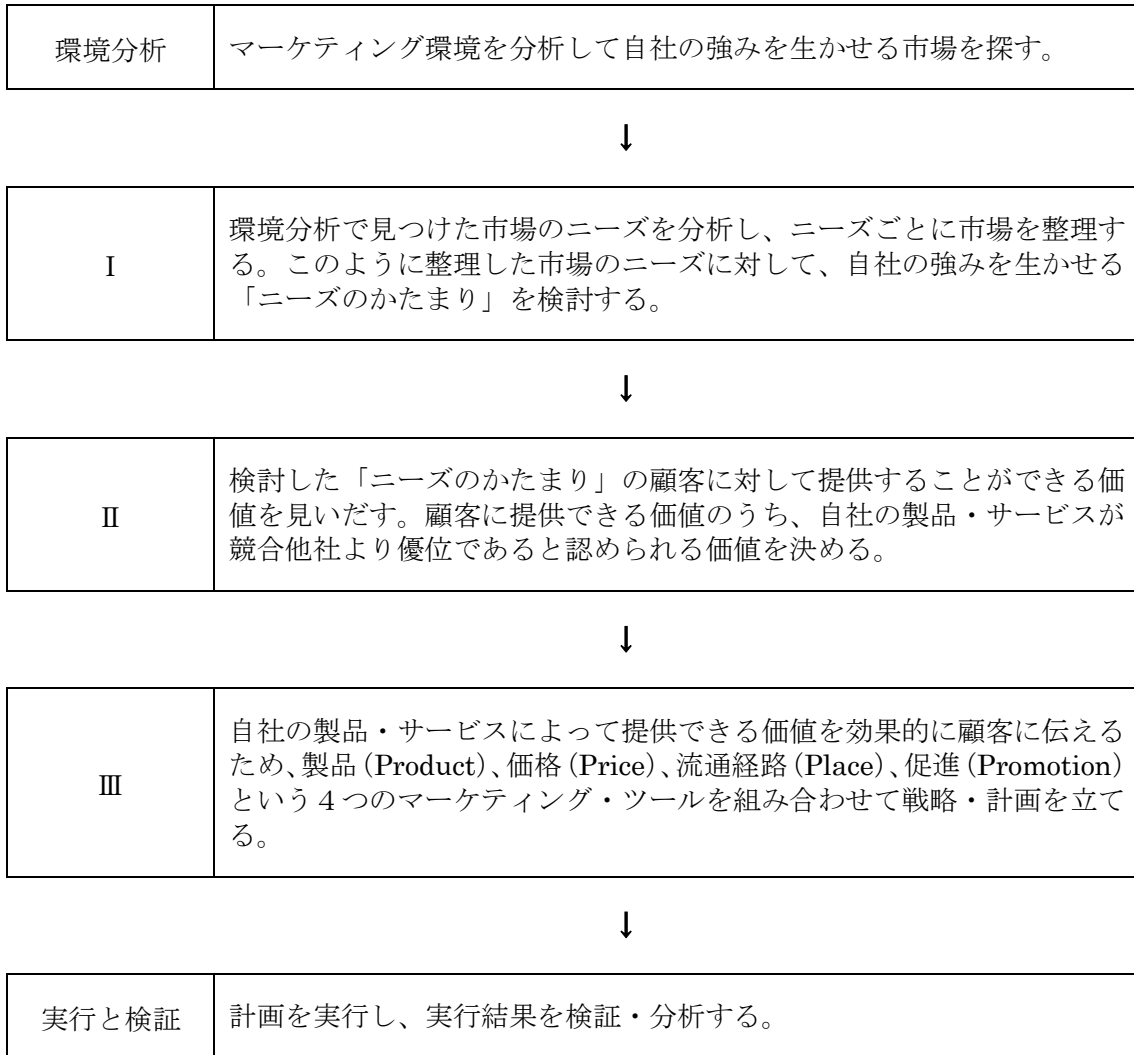 環境分析
マーケティング環境を分析して自社の強みを生かせる市場を探す。
↓
Ⅰ
環境分析で見つけた市場のニーズを分析し、ニーズごとに市場を整理す
る。このように整理した市場のニーズに対して、自社の強みを生かせる
「ニーズのかたまり」を検討する。
↓
Ⅱ
検討した「ニーズのかたまり」の顧客に対して提供することができる価
値を見いだす。顧客に提供できる価値のうち、自社の製品・サービスが
競合他社より優位であると認められる価値を決める。
↓
Ⅲ
自社の製品・サービスによって提供できる価値を効果的に顧客に伝える
ため、製品(Product)、価格(Price)、流通経路(Place)、促進(Promotion)
という4つのマーケティング・ツールを組み合わせて戦略・計画を立て
る。
↓
実行と検証
計画を実行し、実行結果を検証・分析する。